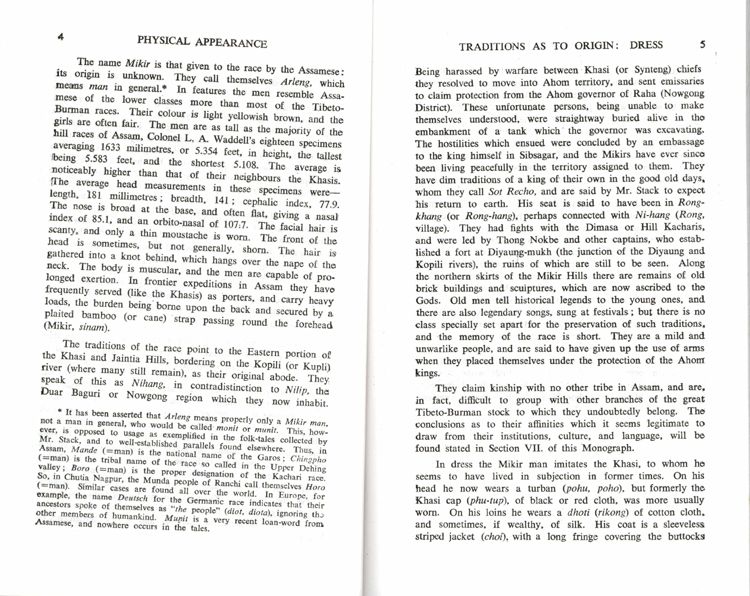 4
PHYSICAL APPEARANCE
The name Mikir is that given to the race by the Assamese:
its origin is unknown. They call themselves Arleng, which
means man in general.* In features the men resemble Assa-
mese of the lower classes more than most of the Tibeto-
Burman races. Their colour is light yellowish brown, and the
girls are often fair. The men are as tall as the majority of the
hill races of Assam, Colonel L. A. Waddell's eighteen specimens
averaging 1633 milimetres, or 5.354 feet, in height, the tallest
being 5.583 feet, and the shortest 5.108. The average is
noticeably higher than that of their neighbours the Khasis.
The average head measurements in these specimens were—
length, 181 millimetres; breadth, 141; cephalic index, 77.9.
The nose is broad at the base, and often flat, giving a nasal
index of 85.1, and an orbito-nasal of 107.7. The facial hair is
scanty, and only a thin moustache is worn. The front of the
head is sometimes, but not generally, shorn. The hair is
gathered into a knot behind, which hangs over the nape of the
neck. The body is muscular, and the men are capable of pro-
longed exertion. In frontier expeditions in Assam they have
frequently served (like the Khasis) as porters, and carry heavy
loads, the burden being borne upon the back and secured by a
plaited bamboo (or cane) strap passing round the forehead
(Mikir, sinam).
The traditions of the race point to the Eastern portion of
the Khasi and Jaintia Hills, bordering on the Kopili (or Kupli)
river (where many still remain), as their original abode. They
speak of this as Nihang, in contradistinction to Nilip, the
Duar Baguri or Nowgong region which they now inhabit.
* It has been asserted that Arleng means properly only a Mikir man,
not a man in general, who would be called monit or munit. This, how-
ever, is opposed to usage as exemplified in the folk-tales collected by
Mr. Stack, and to well-established parallels found elsewhere. Thus, in
Assam, Mande (=man) is the national name of the Garos; Chingpho
(=man) is the tribal name of the race so called in the Upper Dehing
valley; Boro (=man) is the proper designation of the Kachari race.
So, in Chutia Nagpur, the Munda people of Ranchi call themselves Horo
(=man). Similar cases are found all over the world. In Europe, for
example, the name Deutsch for the Germanic race indicates that their
ancestors spoke of themselves as "the people" (diot, diota), ignoring the
other members of humankind. Munit is a very recent loan-word from
Assamese, and nowhere occurs in the tales.
TRADITIONS AS TO ORIGIN: DRESS 5
Being harassed by warfare between Khasi (or Synteng) chiefs
they resolved to move into Ahom territory, and sent emissaries
to claim protection from the Ahom governor of Raha (Nowgong
District). These unfortunate persons, being unable to make
themselves understood, were straightway buried alive in the
embankment of a tank which the governor was excavating.
The hostilities which ensued were concluded by an embassage
to the king himself in Sibsagar, and the Mikirs have ever since
been living peacefully in the territory assigned to them. They
have dim traditions of a king of their own in the good old days,
whom they call Sot Recho, and are said by Mr. Stack to expect
his return to earth. His seat is said to have been in Rong-
khang (or Rong-hang), perhaps connected with Ni-hang (Rong,
village). They had fights with the Dimasa or Hill Kacharis,
and were led by Thong Nokbe and other captains, who estab-
lished a fort at Diyaung-mukh (the junction of the Diyaung and
Kopili rivers), the ruins of which are still to be seen. Along
the northern skirts of the Mikir Hills there are remains of old
brick buildings and sculptures, which are now ascribed to the
Gods. Old men tell historical legends to the young ones, and
there are also legendary songs, sung at festivals; but there is no
class specially set apart for the preservation of such traditions,
and the memory of the race is short. They are a mild and
unwarlike people, and are said to have given up the use of arms
when they placed themselves under the protection of the Ahom
kings.
They claim kinship with no other tribe in Assam, and are,
in fact, difficult to group with other branches of the great
Tibeto-Burman stock to which they undoubtedly belong. The
conclusions as to their affinities which it seems legitimate to
draw from their institutions, culture, and language, will be
found stated in Section VII. of this Monograph.
In dress the Mikir man imitates the Khasi, to whom he
seems to have lived in subjection in former times. On his
head he now wears a turban (pohu, poho), but formerly the
Khasi cap (phu-tup), of black or red cloth, was more usually
worn. On his loins he wears a dhoti (rikong) of cotton cloth,
and sometimes, if wealthy, of silk. His coat is a sleeveless
striped jacket (choi), with a long fringe covering the buttocks